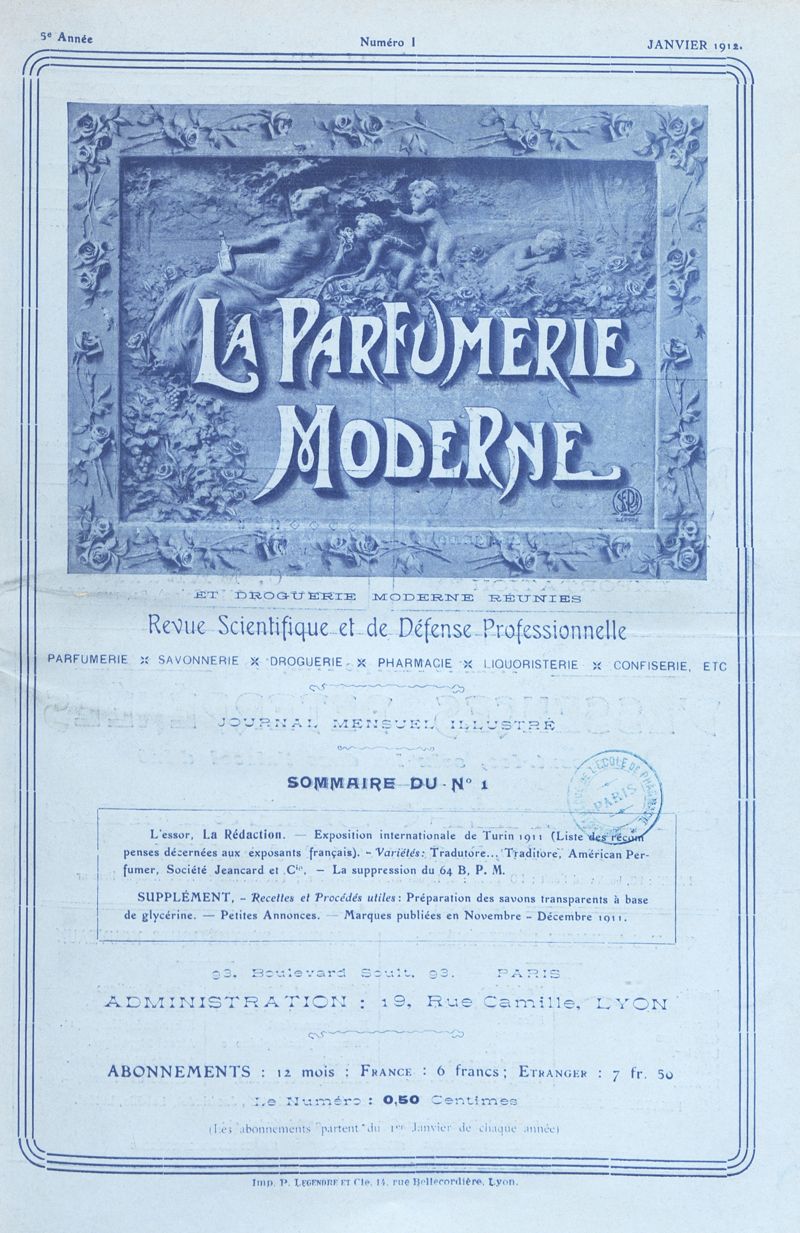 5e Année
Numéro 1
JANVIER 1912.
LA PARFUMERIE
MODERNE
ET DROGUERIE MODERNE RÉUNIES
Revue Scientifique et de Défense Professionnelle
PARFUMERIE ⁙ SAVONNERIE ⁙ DROGUERIE ⁙ PHARMACIE ⁙ LIQUORISTERIE ⁙ CONFISERIE, ETC
JOURNAL MENSUEL ILLUSTRÉ
SOMMAIRE DU N° 1
L'essor, La Rédaction. — Exposition internationale de Turin 1911 (Liste des récom
penses décernées aux exposants français). - Variétés: Tradutore... Traditore, Américan Per-
fumer, Société Jeancard et Cie. — La suppression du 64 B. P. M.
SUPPLÉMENT, - Recettes et Procédés utiles: Préparation des savons transparents à base
de glycérine. — Petites Annonces. — Marques publiées en Novembre - Décembre 1911.
L'ECOLE DE PHARMACIE
PARIS
93, Boulevard Soult, 93. PARIS
ADMINISTRATION : 19, Rue Camille, LYON
ABONNEMENTS : 12 mois : FRANCE : 6 francs; ETRANGER : 7 fr. 50
Le Numéro : 0,50 Centimes
(Les abonnements partent du 1er Janvier de chaque année)
Imp. P. LEGENDRE ET Cie, 14, rue Bellecordière, Lyon.